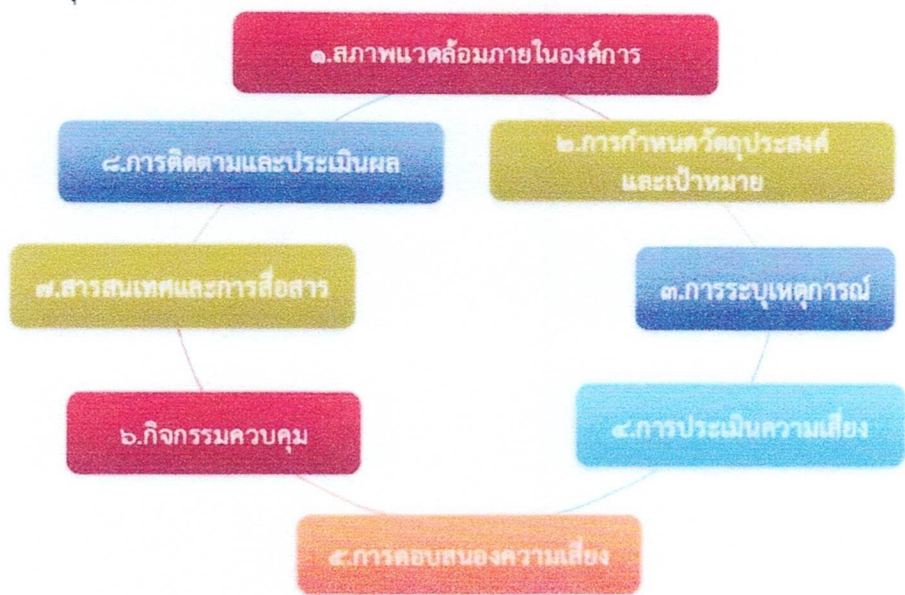 ๑.สภาพแวดล้อมภายในองค์การ
๒.การกำหนดวัตถุประสงค์
และเป้าหมาย
๓.การระบุเหตุการณ์
๔.การประเมินความเสี่ยง
๕.การตอบสนองความเสี่ยง
๖.กิจกรรมควบคุม
๗.สารสนเทศและการสื่อสาร
๘.การติดตามและประเมินผล